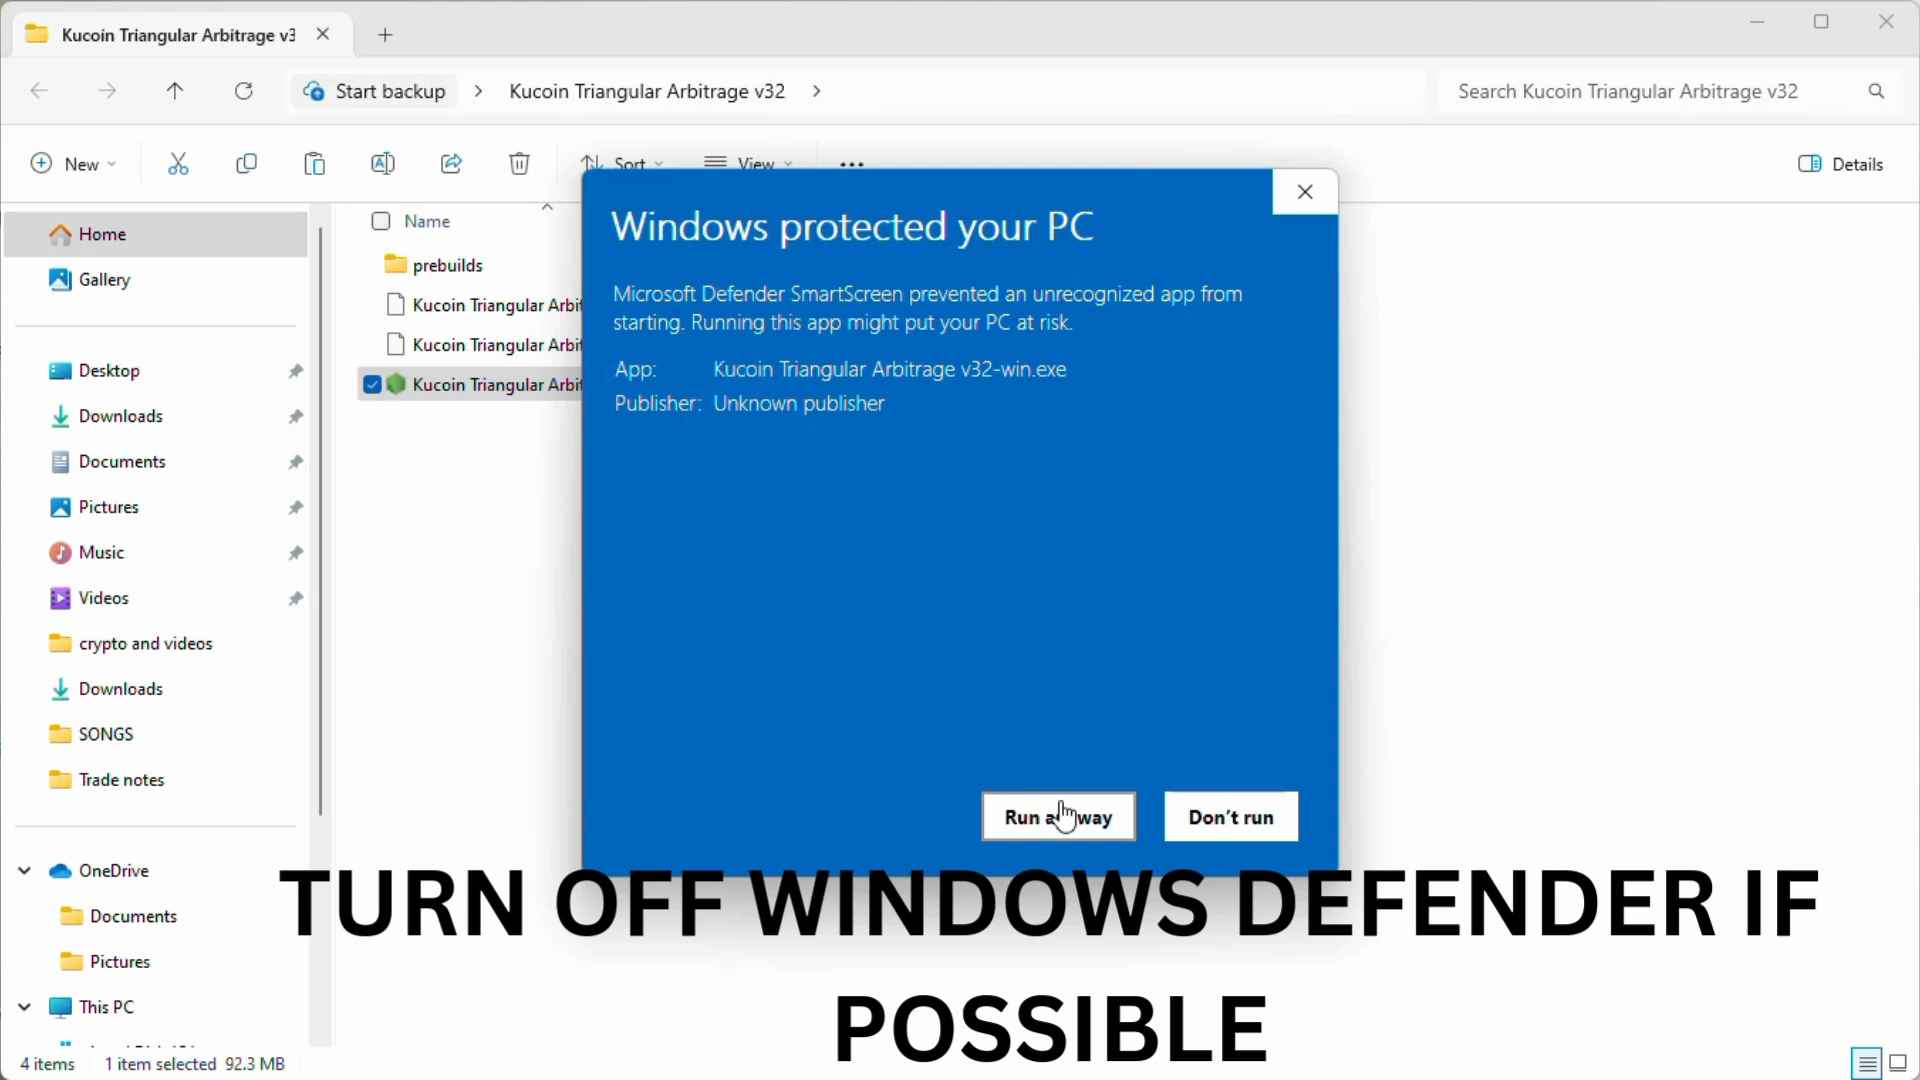 Kucoin Triangular Arbitrage v3
Start backup
Kucoin Triangular Arbitrage v32
Search Kucoin Triangular Arbitrage v32
New
Sort
View
Details
Home
Gallery
Desktop
Downloads
Documents
Pictures
Music
Videos
crypto and videos
Downloads
SONGS
Trade notes
OneDrive
Documents
Pictures
This PC
Name
prebuilds
Kucoin Triangular Arbit
Kucoin Triangular Arbit
Kucoin Triangular Arbit
Windows protected your PC
Microsoft Defender SmartScreen prevented an unrecognized app from
starting. Running this app might put your PC at risk.
App: Kucoin Triangular Arbitrage v32-win.exe
Publisher: Unknown publisher
Run anyway
Don't run
TURN OFF WINDOWS DEFENDER IF
POSSIBLE
4 items 1 item selected 92.3 MB